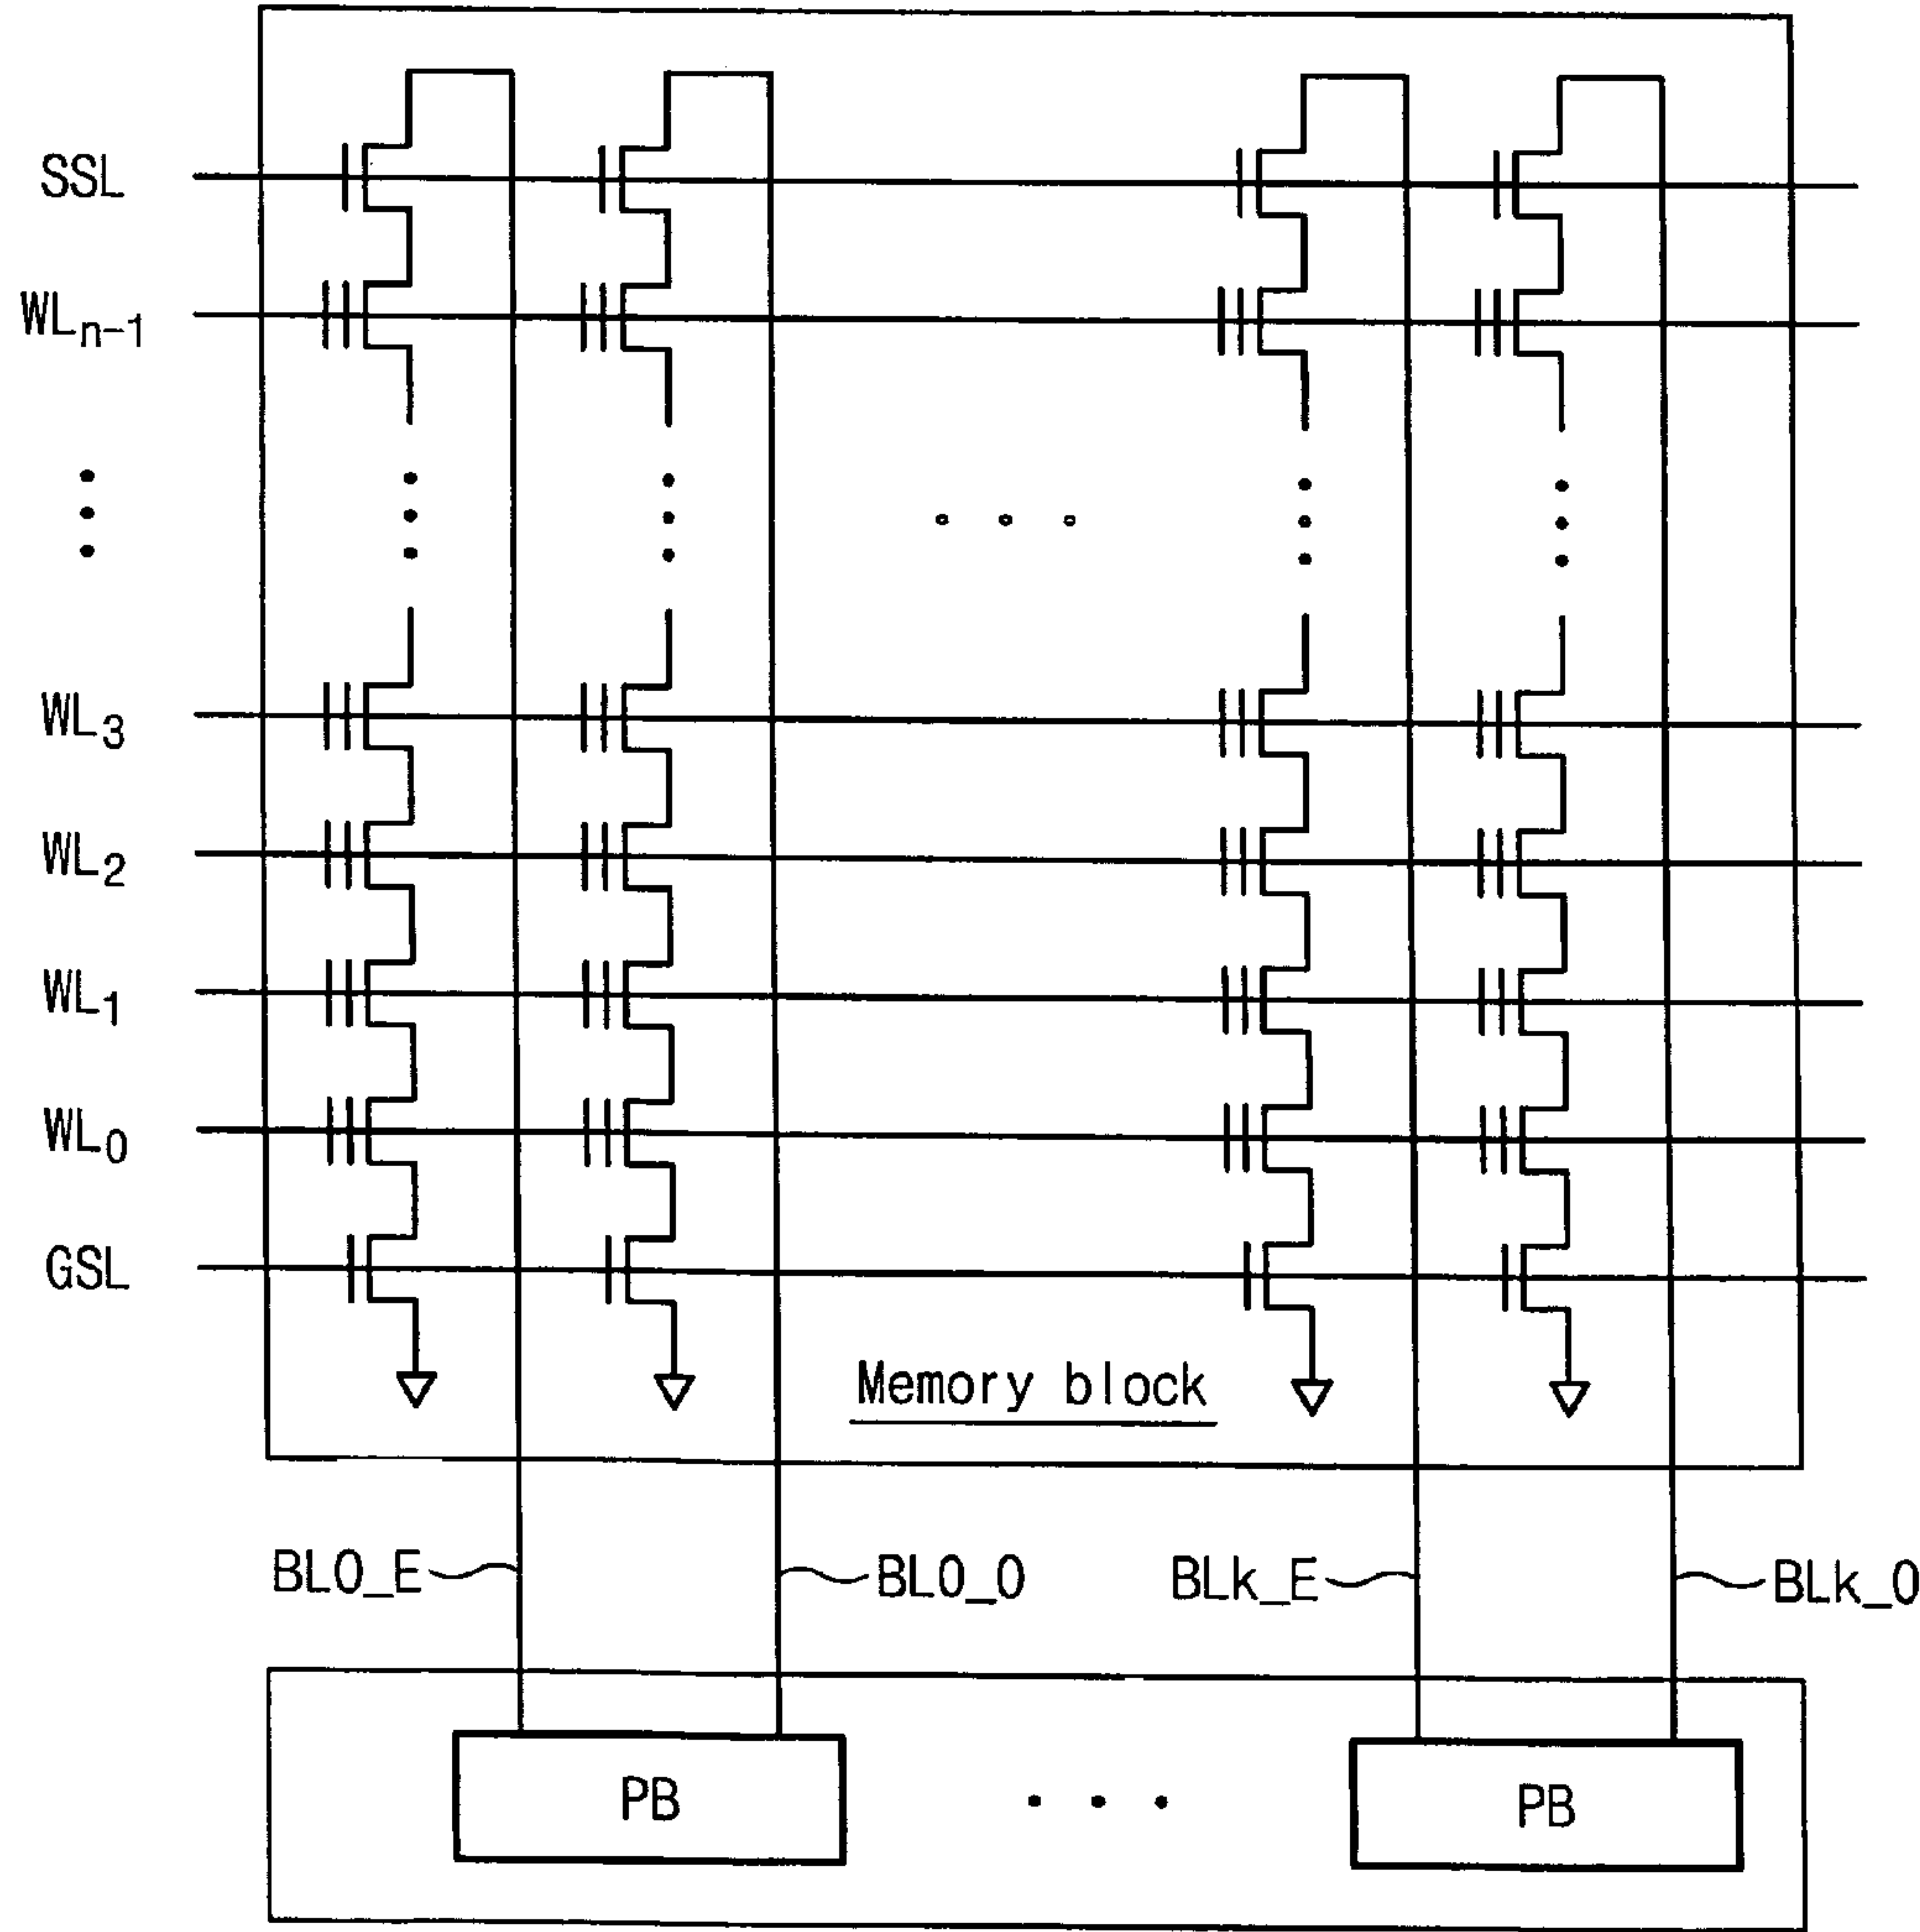 SSL
WLn-1
WL3
WL2
WL1
WL0
GSL
Memory block
BL0_E
BL0_O
BLk_E
BLk_O
PB
PB